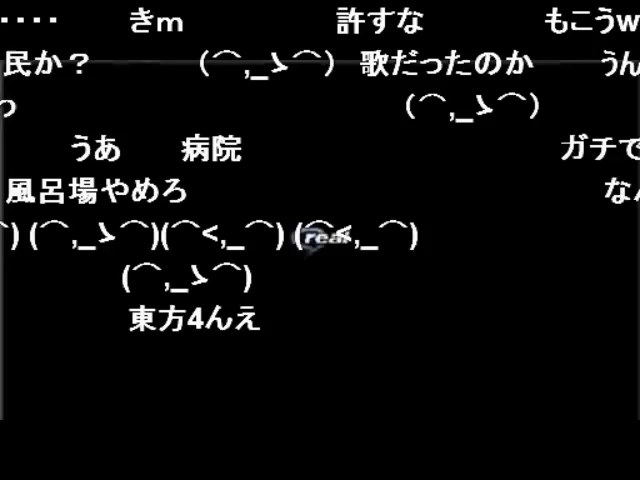 ････ きm 許すな もこうw
民か？ （⌒,_ゝ⌒） 歌だったのか うん
っ （⌒,_ゝ⌒）
うあ 病院 ガチで
風呂場やめろ な
⌒) (⌒,_ゝ⌒)(⌒<,_⌒) (⌒<,_⌒)
real
(⌒,_ゝ⌒)
東方4んえ